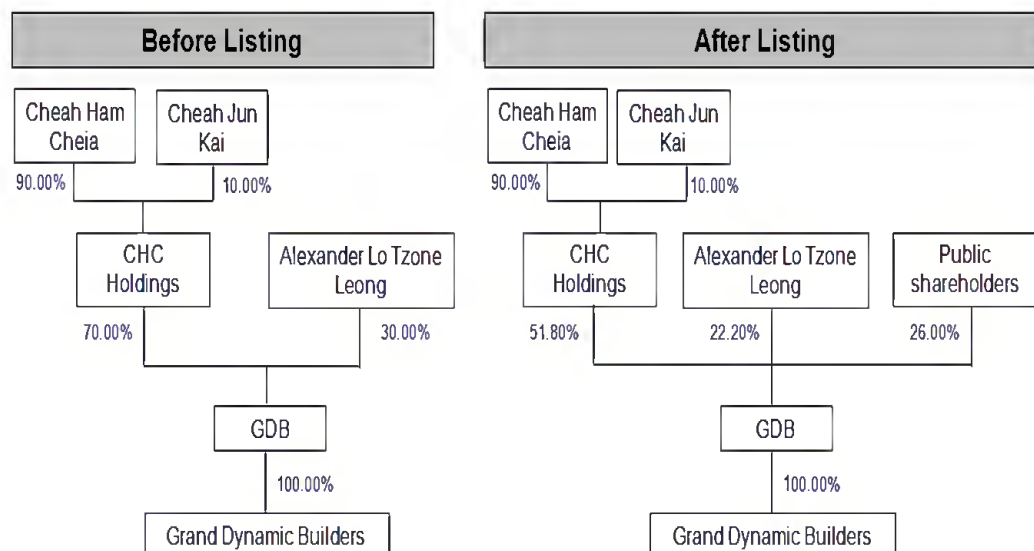 Before Listing
Cheah Ham
Cheia
Cheah Jun
Kai
90.00%
10.00%
CHC
Holdings
Alexander Lo Tzone
Leong
70.00%
30.00%
GDB
100.00%
Grand Dynamic Builders
After Listing
Cheah Ham
Cheia
Cheah Jun
Kai
90.00%
10.00%
CHC
Holdings
Alexander Lo Tzone
Leong
Public
shareholders
51.80%
22.20%
26.00%
GDB
100.00%
Grand Dynamic Builders